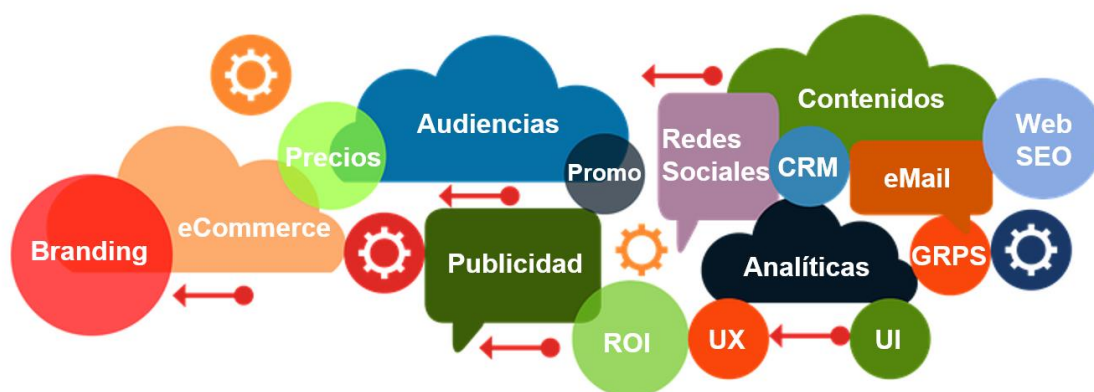 Branding
eCommerce
Precios
Audiencias
Promo
Publicidad
ROI
Redes
Sociales
Contenidos
CRM
eMail
Web
SEO
Analíticas
GRPS
UX
UI